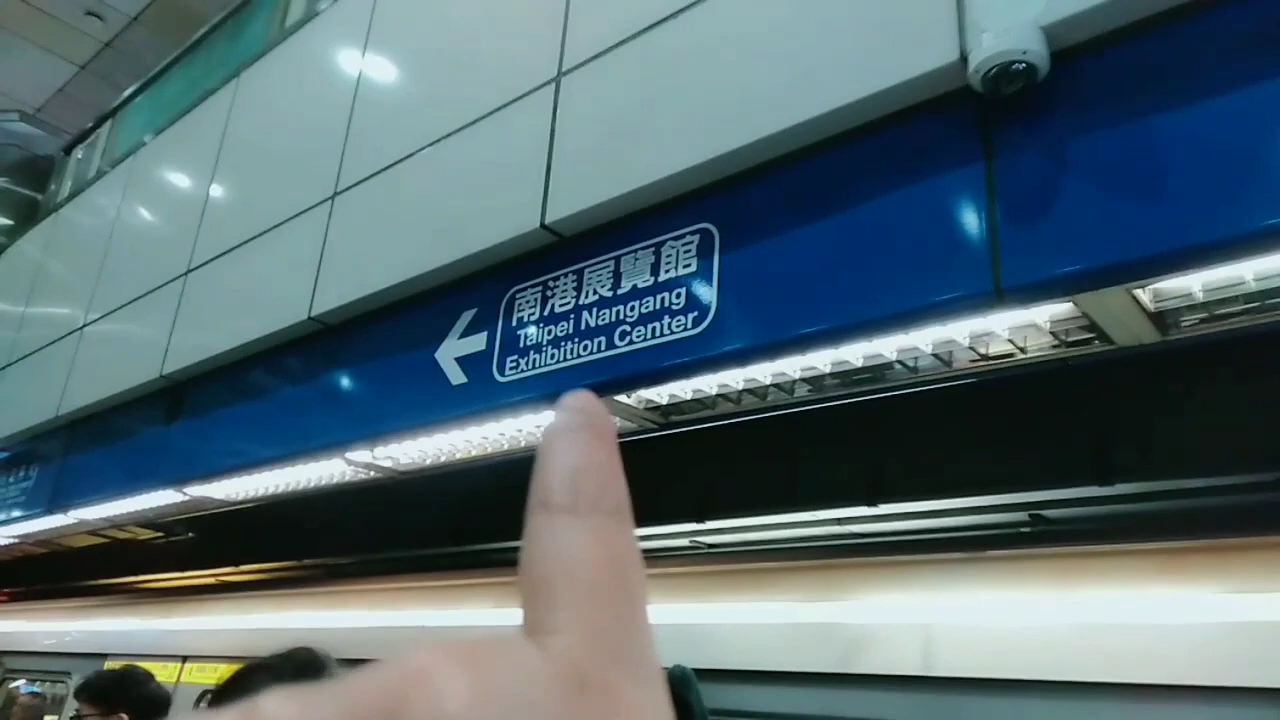 南港展覽館
Taipei Nangang
Exhibition Center